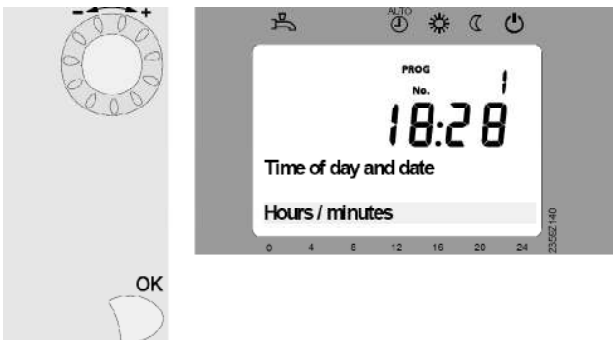 - +
AUTO
PROG
No. 1
18:28
Time of day and date
Hours / minutes
0 4 8 12 16 20 24
2356Z140
OK